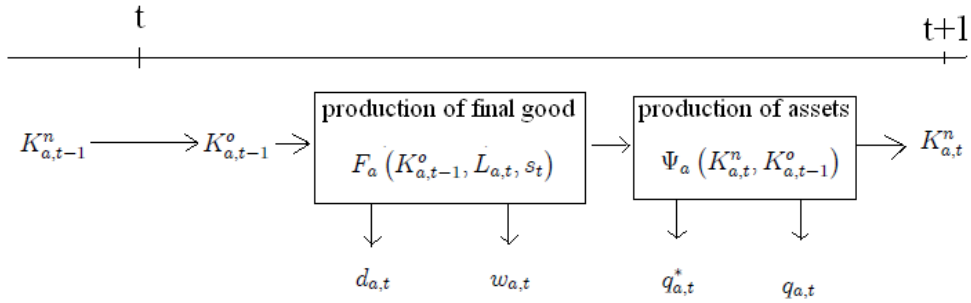 t
t+1
production of final good
production of assets
K^n_{a,t-1}
K^o_{a,t-1}
F_a (K^o_{a,t-1}, L_{a,t}, s_t)
Ψ_a (K^n_{a,t}, K^o_{a,t-1})
K^n_{a,t}
d_{a,t}
w_{a,t}
q^*_{a,t}
q_{a,t}